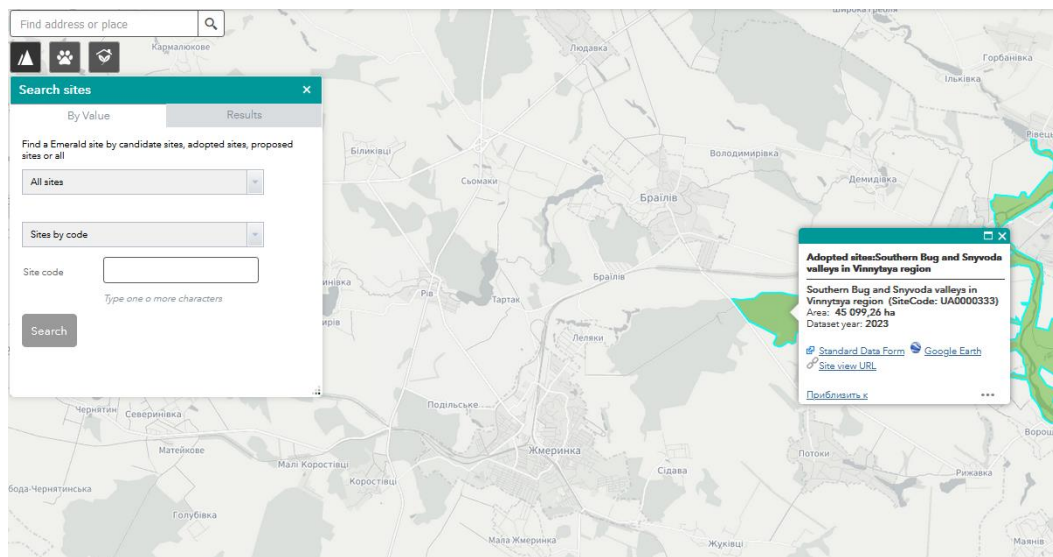 Find address or place
Search sites
By Value
Results
Find a Emerald site by candidate sites, adopted sites, proposed
sites or all
All sites
Sites by code
Site code
Type one o more characters
Search
Кармалюкове
Людавка
Горбанівка
Ільківка
Біликівці
Володимирівка
Сьомаки
Демидівка
Браїлів
Браїлів
Рів
Тартак
Леляки
Adopted sites:Southern Bug and Snyvoda
valleys in Vinnytsya region
Southern Bug and Snyvoda valleys in
Vinnytsya region (SiteCode: UA0000333)
Area: 45 099,26 ha
Dataset year: 2023
Standard Data Form
Google Earth
Site view URL
Приблизить к
Подільське
Чернятин
Северинівка
Матейкове
Малі Коростівці
Коростівці
Жмеринка
Сідава
Потоки
Рижавка
Голубівка
Мала Жмеринка
Жуківці
Маянів